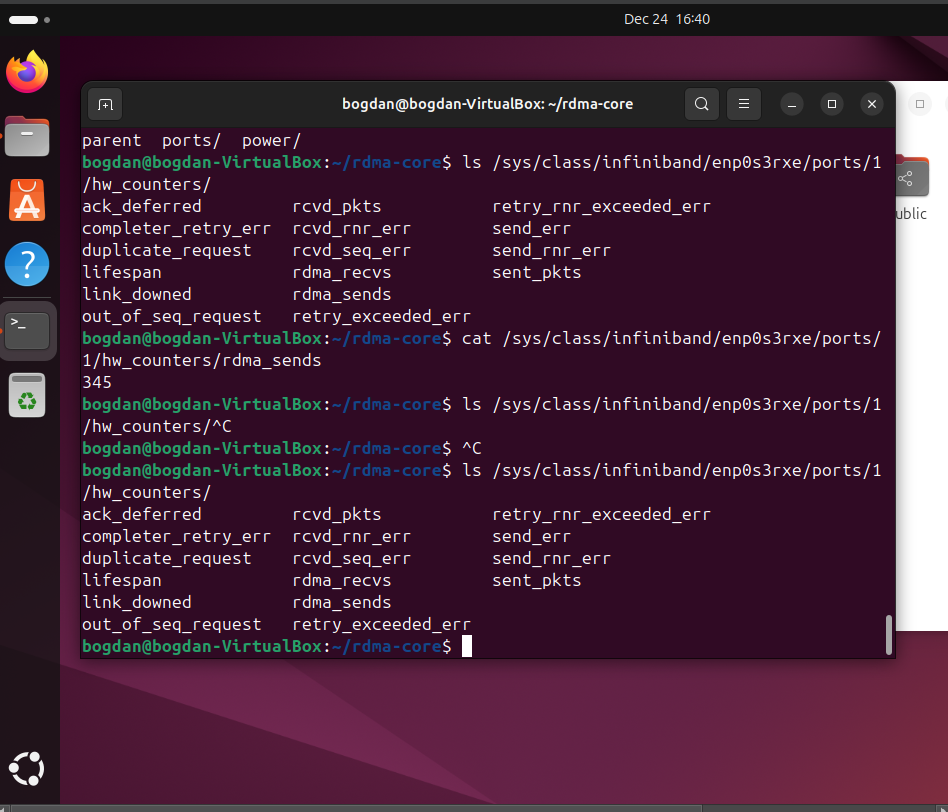 Dec 24 16:40
bogdan@bogdan-VirtualBox: ~/rdma-core
parent ports/ power/
bogdan@bogdan-VirtualBox:~/rdma-core$ ls /sys/class/infiniband/enp0s3rxe/ports/1
/hw_counters/
ack_deferred rcvd_pkts retry_rnr_exceeded_err
completer_retry_err rcvd_rnr_err send_err
duplicate_request rcvd_seq_err send_rnr_err
lifespan rdma_recvs sent_pkts
link_downed rdma_sends
out_of_seq_request retry_exceeded_err
bogdan@bogdan-VirtualBox:~/rdma-core$ cat /sys/class/infiniband/enp0s3rxe/ports/
1/hw_counters/rdma_sends
345
bogdan@bogdan-VirtualBox:~/rdma-core$ ls /sys/class/infiniband/enp0s3rxe/ports/1
/hw_counters/^C
bogdan@bogdan-VirtualBox:~/rdma-core$ ^C
bogdan@bogdan-VirtualBox:~/rdma-core$ ls /sys/class/infiniband/enp0s3rxe/ports/1
/hw_counters/
ack_deferred rcvd_pkts retry_rnr_exceeded_err
completer_retry_err rcvd_rnr_err send_err
duplicate_request rcvd_seq_err send_rnr_err
lifespan rdma_recvs sent_pkts
link_downed rdma_sends
out_of_seq_request retry_exceeded_err
bogdan@bogdan-VirtualBox:~/rdma-core$
ublic